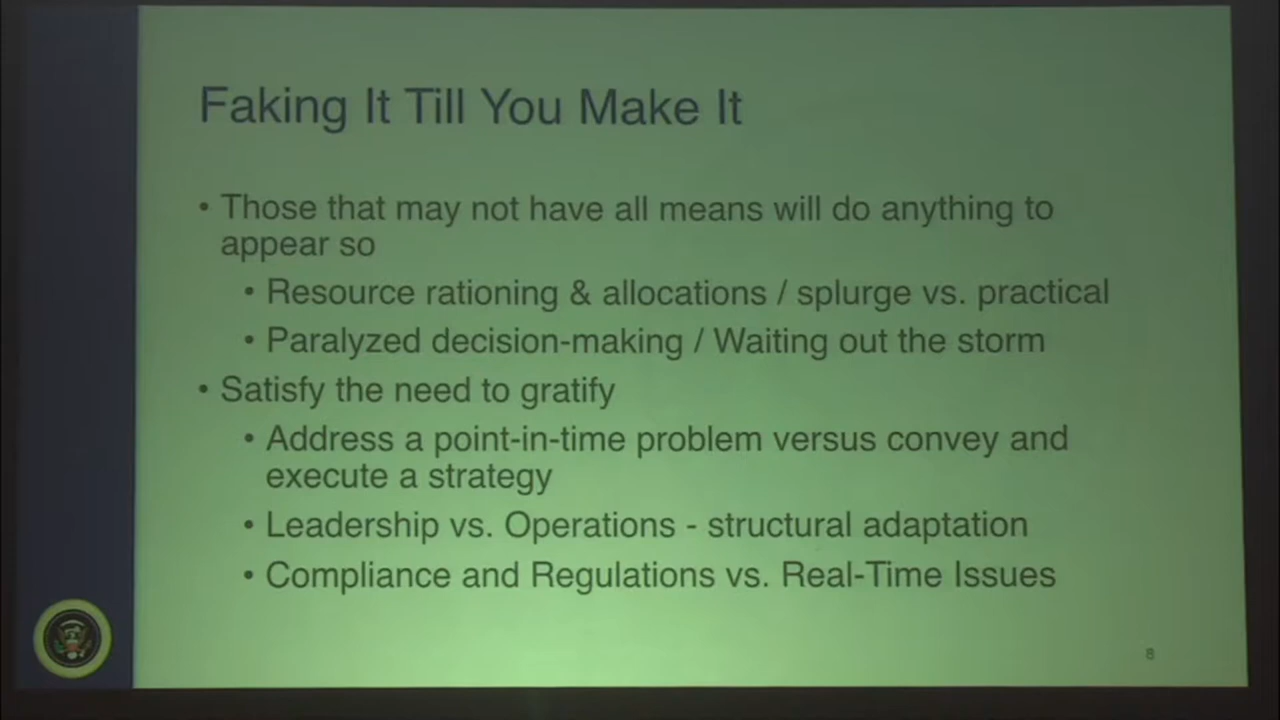 Faking It Till You Make It
• Those that may not have all means will do anything to
appear so
• Resource rationing & allocations / splurge vs. practical
• Paralyzed decision-making / Waiting out the storm
• Satisfy the need to gratify
• Address a point-in-time problem versus convey and
execute a strategy
• Leadership vs. Operations - structural adaptation
• Compliance and Regulations vs. Real-Time Issues
8